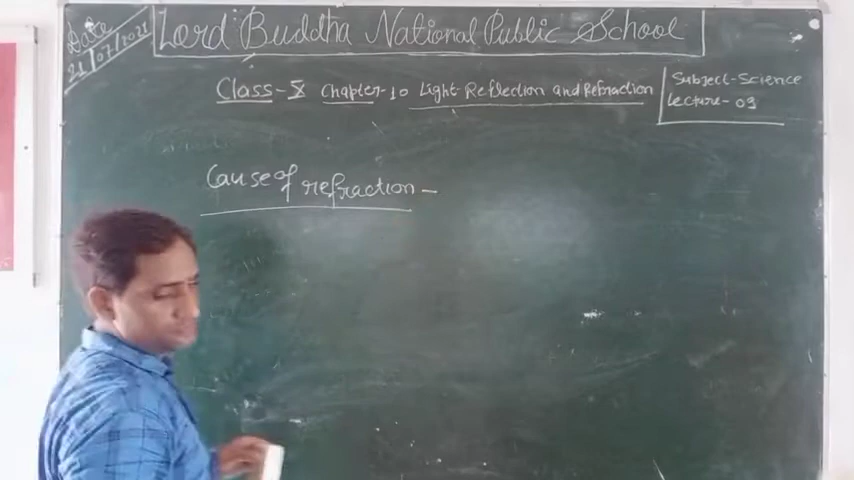 Date
21/07/2021
Lord Buddha National Public School
Class-X Chapter-10 Light-Reflection and Refraction
Subject-Science
Lecture-03
Cause of refraction-